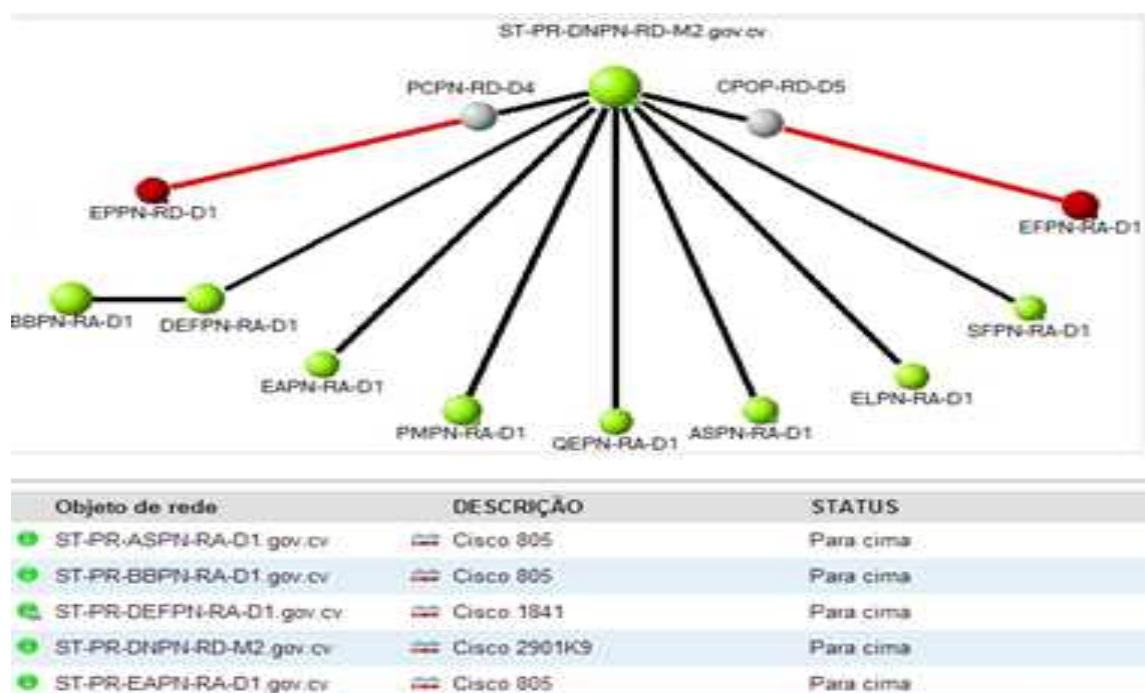 ST-PR-DNPN-RD-M2.gov.cv
PCPN-RD-D4
CPOP-RD-D5
EPPN-RD-D1
EFPN-RA-D1
BBPN-RA-D1
DEFPN-RA-D1
SFPN-RA-D1
EAPN-RA-D1
ELPN-RA-D1
PMPN-RA-D1
QEPN-RA-D1
ASPN-RA-D1
Objeto de rede DESCRIÇÃO STATUS
ST-PR-ASPN-RA-D1.gov.cv Cisco 805 Para cima
ST-PR-BBPN-RA-D1.gov.cv Cisco 805 Para cima
ST-PR-DEFPN-RA-D1.gov.cv Cisco 1841 Para cima
ST-PR-DNPN-RD-M2.gov.cv Cisco 2901K9 Para cima
ST-PR-EAPN-RA-D1.gov.cv Cisco 805 Para cima